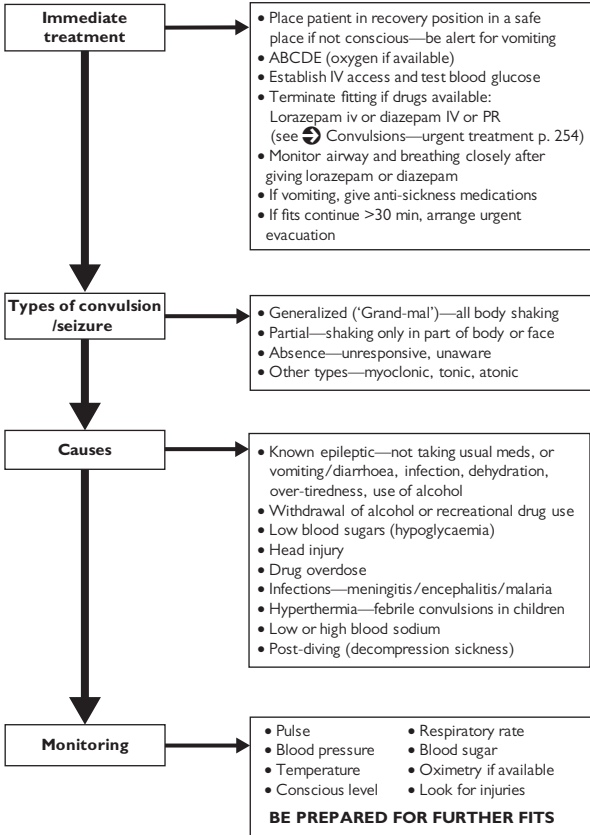 Immediate
treatment
• Place patient in recovery position in a safe
place if not conscious—be alert for vomiting
• ABCDE (oxygen if available)
• Establish IV access and test blood glucose
• Terminate fitting if drugs available:
Lorazepam iv or diazepam IV or PR
(see ➲ Convulsions—urgent treatment p. 254)
• Monitor airway and breathing closely after
giving lorazepam or diazepam
• If vomiting, give anti-sickness medications
• If fits continue >30 min, arrange urgent
evacuation
Types of convulsion
/seizure
• Generalized (‘Grand-mal’)—all body shaking
• Partial—shaking only in part of body or face
• Absence—unresponsive, unaware
• Other types—myoclonic, tonic, atonic
Causes
• Known epileptic—not taking usual meds, or
vomiting/diarrhoea, infection, dehydration,
over-tiredness, use of alcohol
• Withdrawal of alcohol or recreational drug use
• Low blood sugars (hypoglycaemia)
• Head injury
• Drug overdose
• Infections—meningitis/encephalitis/malaria
• Hyperthermia—febrile convulsions in children
• Low or high blood sodium
• Post-diving (decompression sickness)
Monitoring
• Pulse • Respiratory rate
• Blood pressure • Blood sugar
• Temperature • Oximetry if available
• Conscious level • Look for injuries
BE PREPARED FOR FURTHER FITS